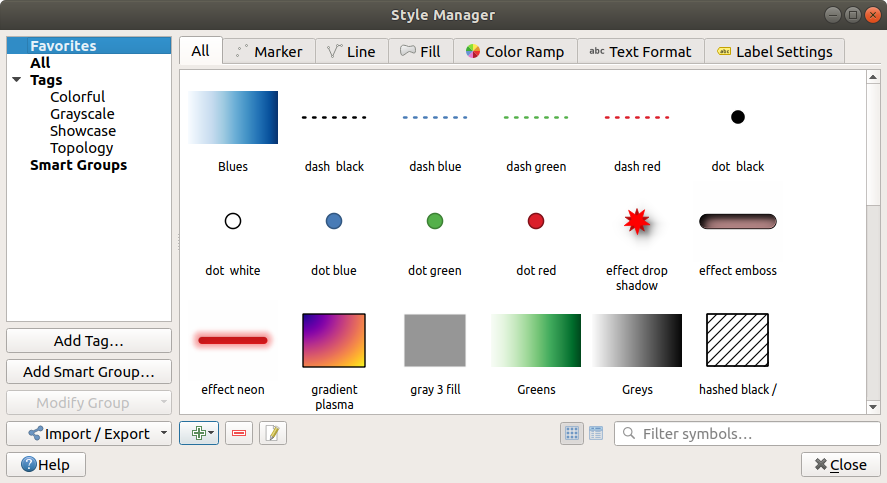 Style Manager
Favorites
All
Tags
Colorful
Grayscale
Showcase
Topology
Smart Groups
All
Marker
Line
Fill
Color Ramp
abc Text Format
abc Label Settings
Blues
dash  black
dash blue
dash green
dash red
dot  black
dot  white
dot blue
dot green
dot red
effect drop
shadow
effect emboss
effect neon
gradient
plasma
gray 3 fill
Greens
Greys
hashed black /
Add Tag...
Add Smart Group...
Modify Group
Import / Export
Filter symbols...
Help
Close